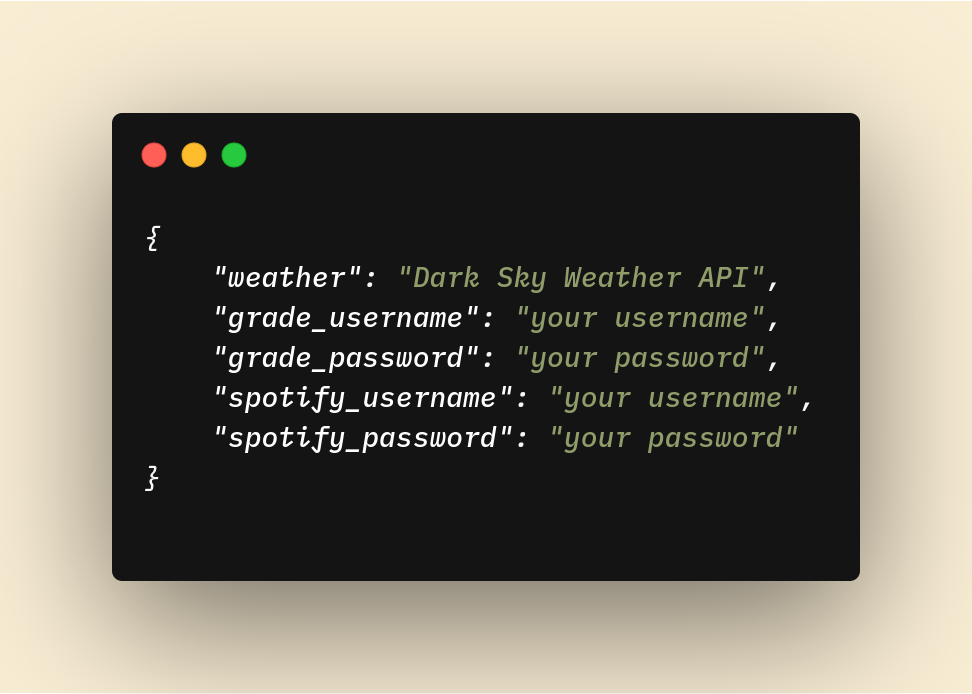 {
    "weather": "Dark Sky Weather API",
    "grade_username": "your username",
    "grade_password": "your password",
    "spotify_username": "your username",
    "spotify_password": "your password"
}